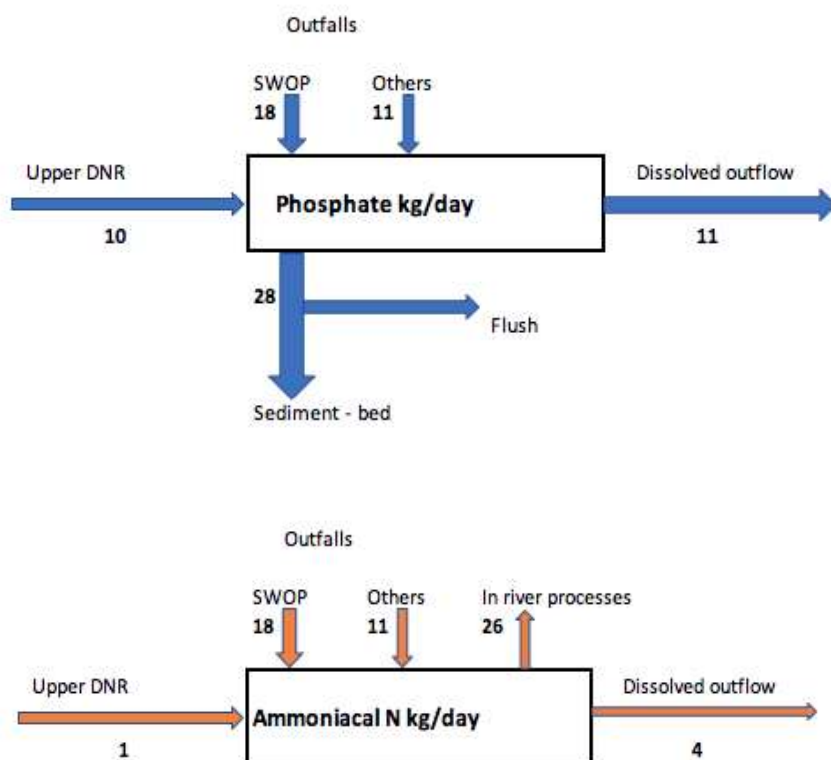 Outfalls
SWOP Others
18 11
Upper DNR Dissolved outflow
Phosphate kg/day
10 11
28
Flush
Sediment - bed
Outfalls
SWOP Others In river processes
18 11 26
Upper DNR Dissolved outflow
Ammoniacal N kg/day
1 4